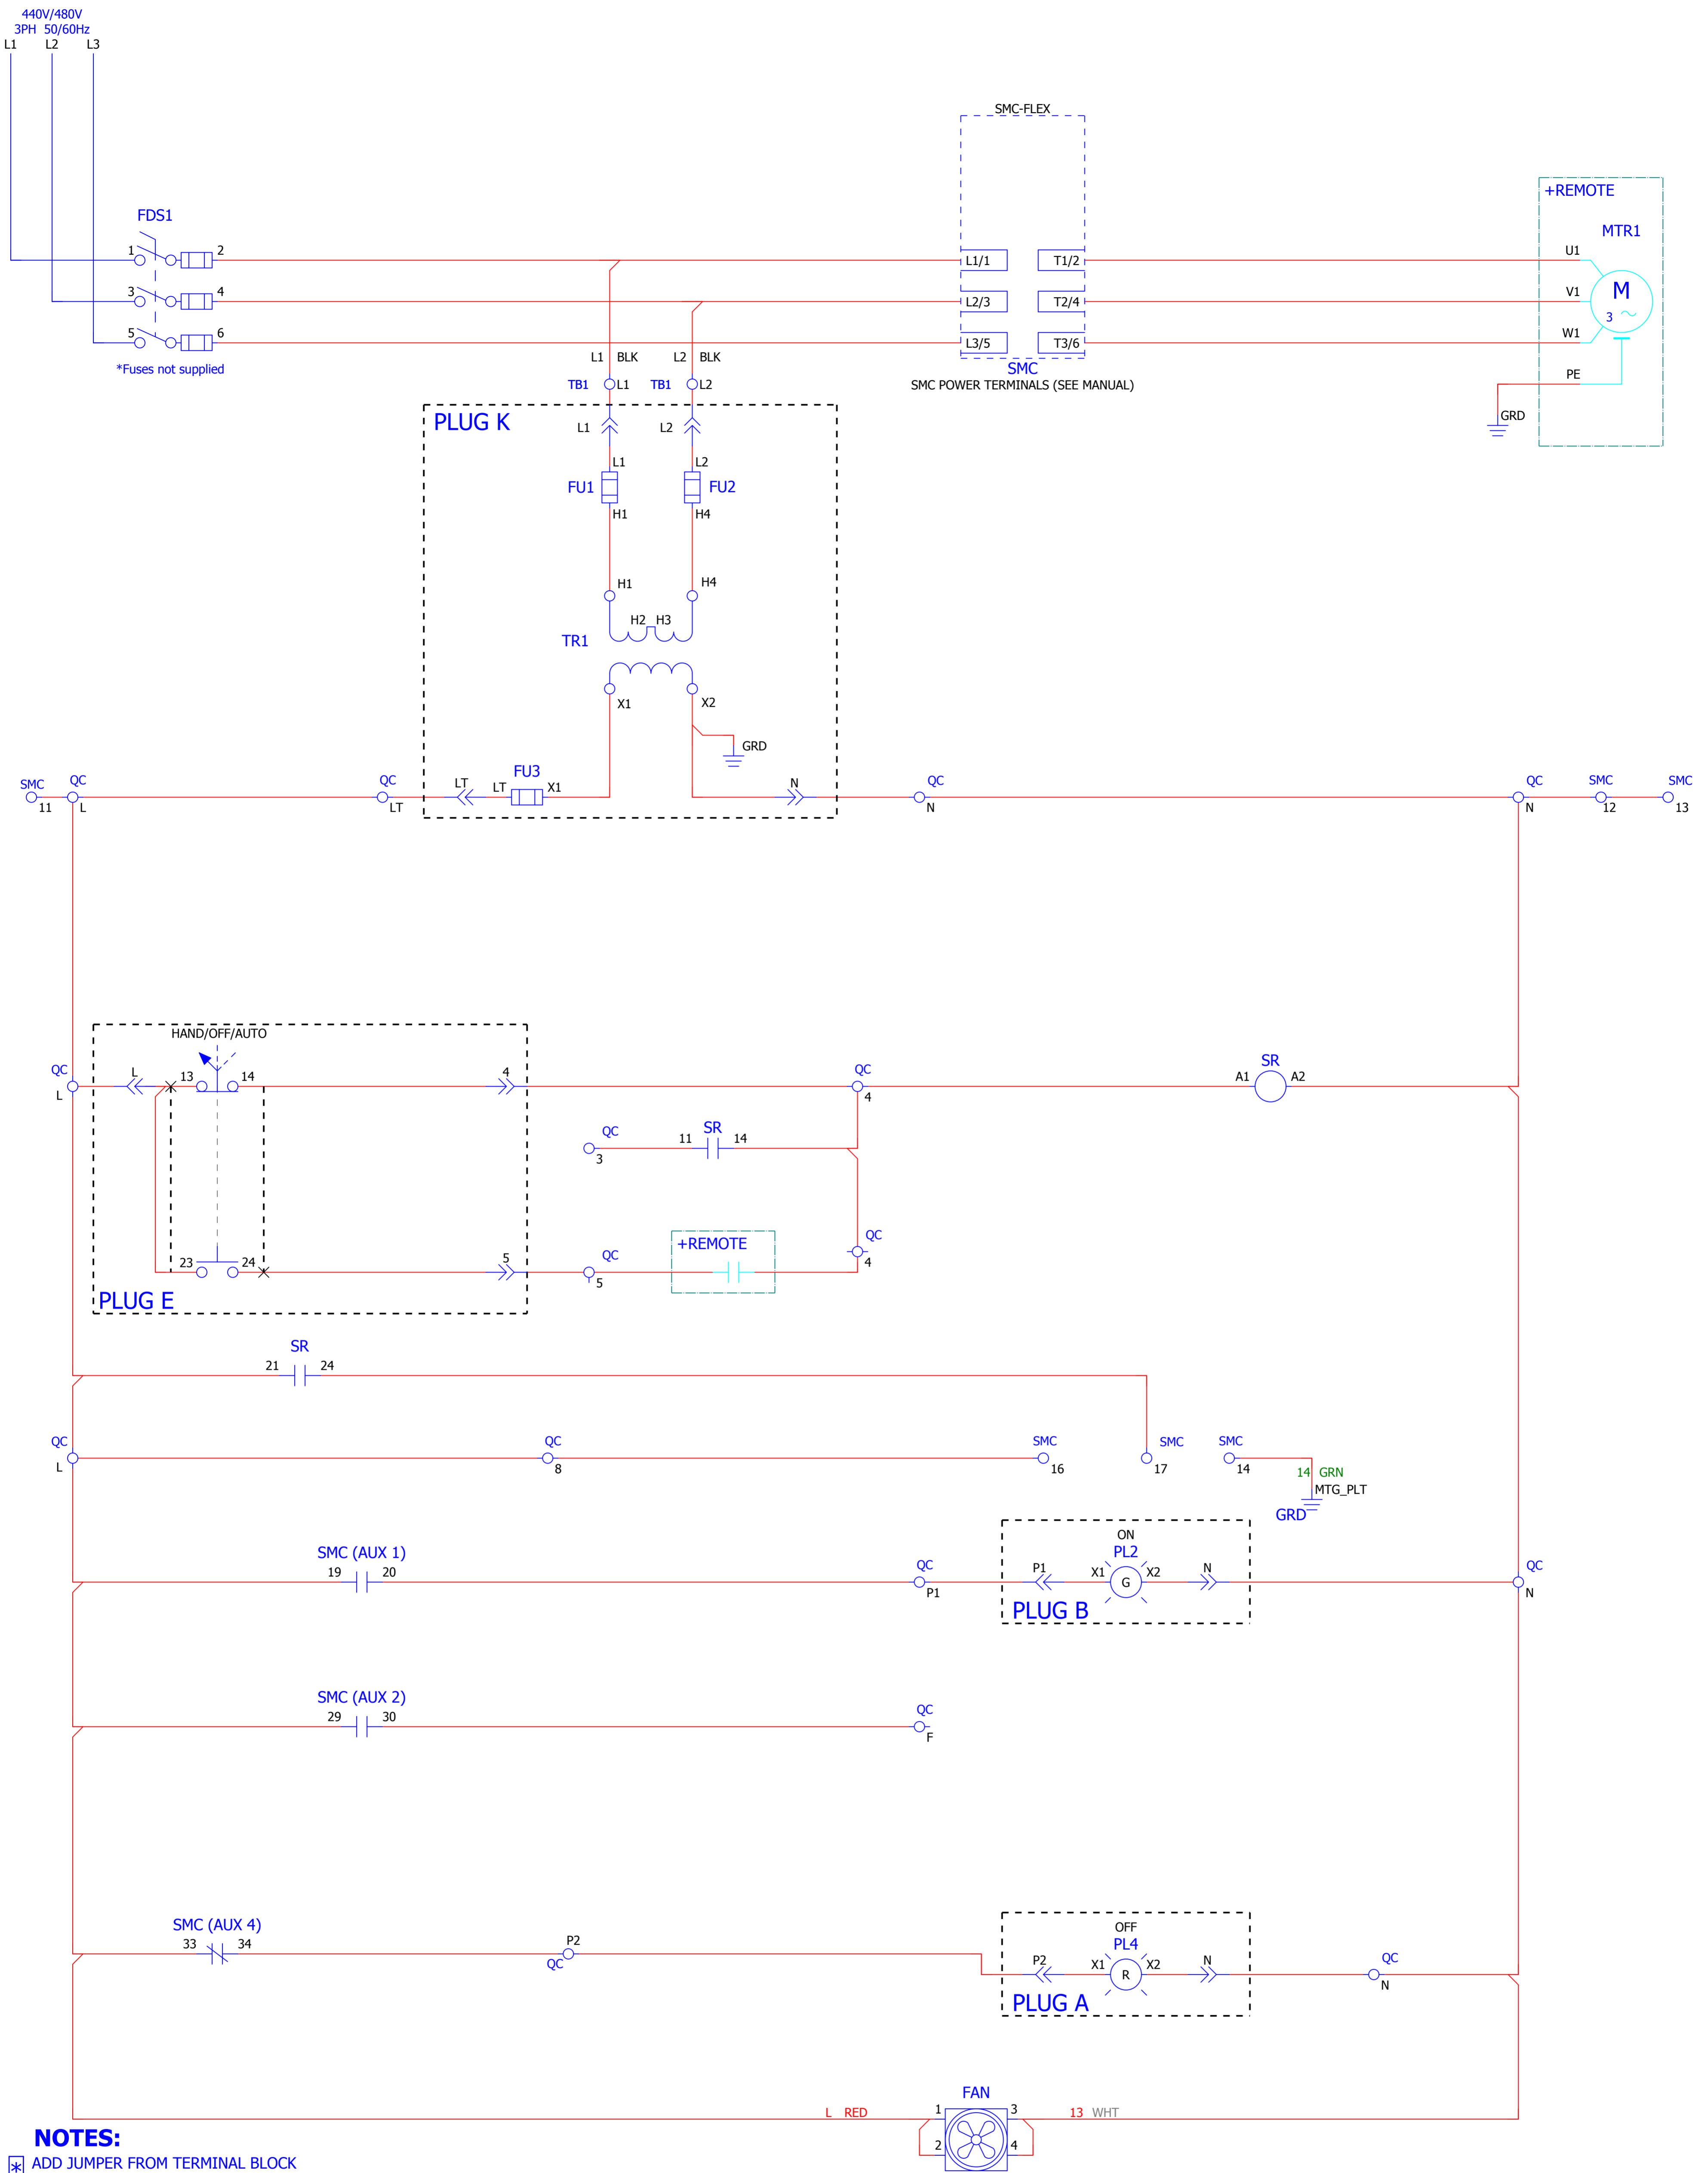 440V/480V
3PH 50/60Hz
L1 L2 L3
SMC-FLEX
+REMOTE
FDS1
MTR1
1 2 L1/1 T1/2 U1
3 4 L2/3 T2/4 V1
M
3
5 6 L3/5 T3/6 W1
*Fuses not supplied
L1 BLK L2 BLK
SMC
SMC POWER TERMINALS (SEE MANUAL)
PE
TB1 L1 TB1 L2
GRD
PLUG K
L1 L2
L1 L2
FU1 FU2
H1 H4
H1 H4
H2 H3
TR1
X1 X2
GRD
FU3
SMC QC QC LT LT X1 N QC QC SMC SMC
11 L LT N N 12 13
HAND/OFF/AUTO
QC L 13 14 4 QC SR
L 4 A1 A2
QC 11 SR 14
3
QC
+REMOTE
23 24 5 QC 4
5
PLUG E
SR
21 24
QC QC SMC SMC SMC
L 8 16 17 14
14 GRN
MTG_PLT
GRD
ON
SMC (AUX 1) PL2
19 20 QC P1 X1 G X2 N QC
P1 N
PLUG B
SMC (AUX 2)
29 30 QC
F
OFF
SMC (AUX 4) PL4
33 34 P2 P2 X1 R X2 N QC
QC N
PLUG A
FAN
L RED 1 3 13 WHT
2 4
NOTES:
* ADD JUMPER FROM TERMINAL BLOCK